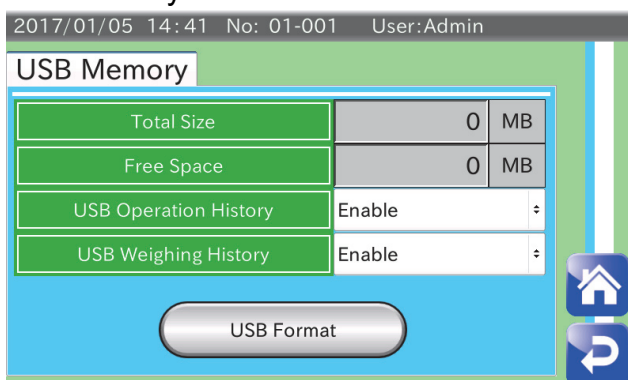 2017/01/05 14:41 No: 01-001 User:Admin
USB Memory
Total Size 0 MB
Free Space 0 MB
USB Operation History Enable
USB Weighing History Enable
USB Format